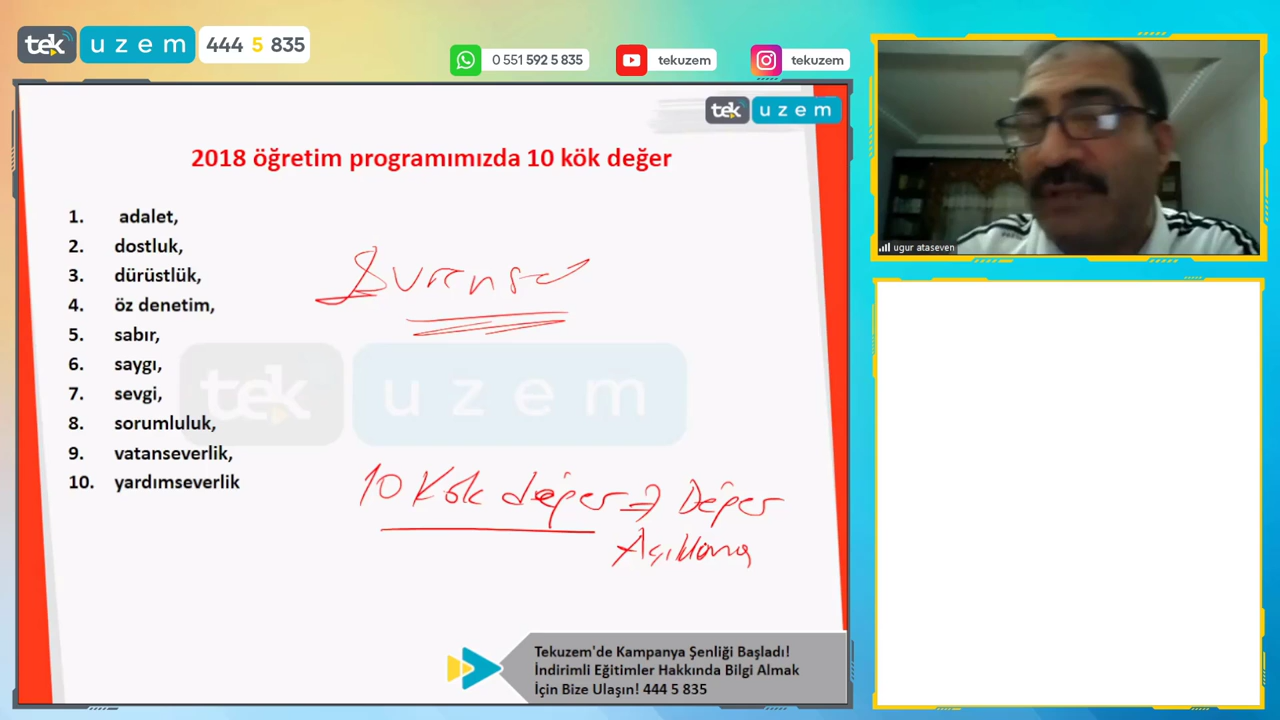 tek uzem 444 5 835
0 551 592 5 835 tekuzem tekuzem
tek uzem
2018 öğretim programımızda 10 kök değer
1. adalet,
2. dostluk,
3. dürüstlük,
4. öz denetim,
5. sabır,
6. saygı,
7. sevgi,
8. sorumluluk,
9. vatanseverlik,
10. yardımseverlik
tek uzem
10 Kök değer Değer
Açıklama
Tekuzem'de Kampanya Şenliği Başladı!
İndirimli Eğitimler Hakkında Bilgi Almak
İçin Bize Ulaşın! 444 5 835
ugur ataseven